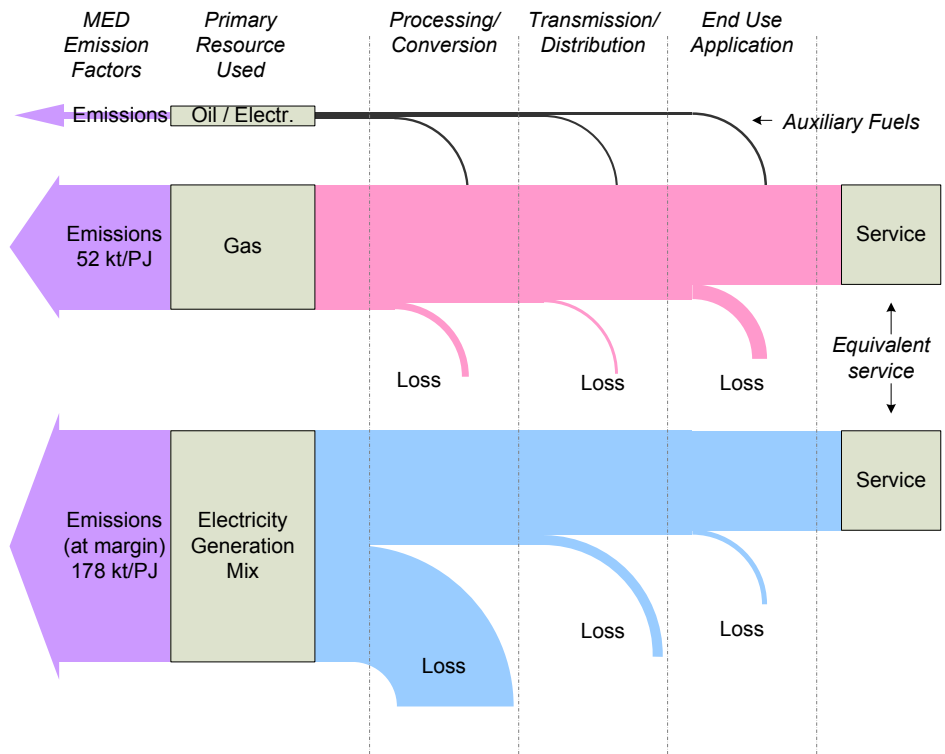 MED
Emission
Factors
Primary
Resource
Used
Processing/
Conversion
Transmission/
Distribution
End Use
Application
Emissions
Oil / Electr.
Auxiliary Fuels
Emissions
52 kt/PJ
Gas
Service
Loss
Loss
Loss
Equivalent
service
Emissions
(at margin)
178 kt/PJ
Electricity
Generation
Mix
Service
Loss
Loss
Loss